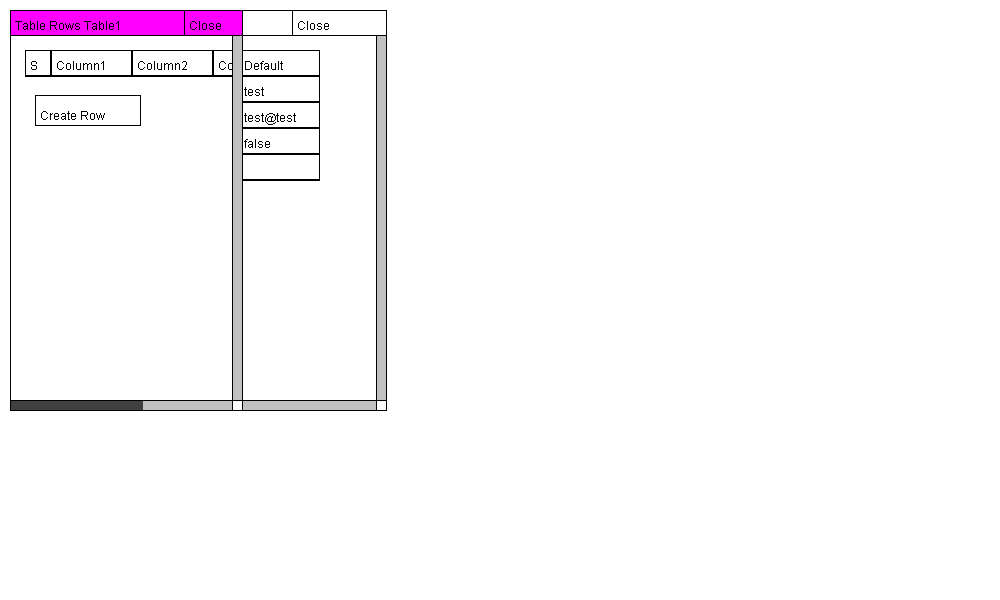 Table Rows Table1 Close Close
S Column1 Column2 Co Default
test
Create Row
test@test
false